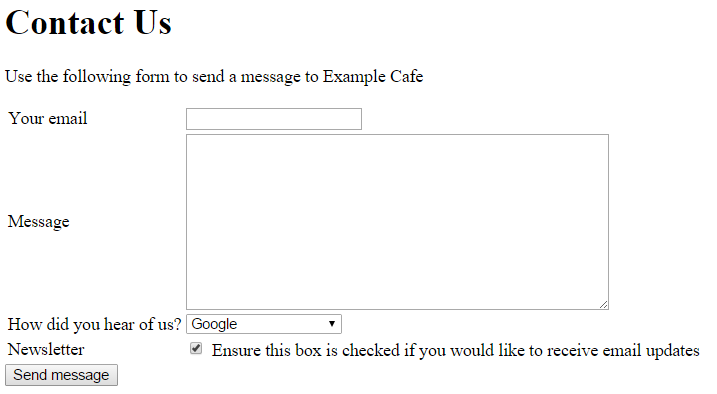 Contact Us
Use the following form to send a message to Example Cafe
Your email
Message
How did you hear of us? Google
Newsletter Ensure this box is checked if you would like to receive email updates
Send message